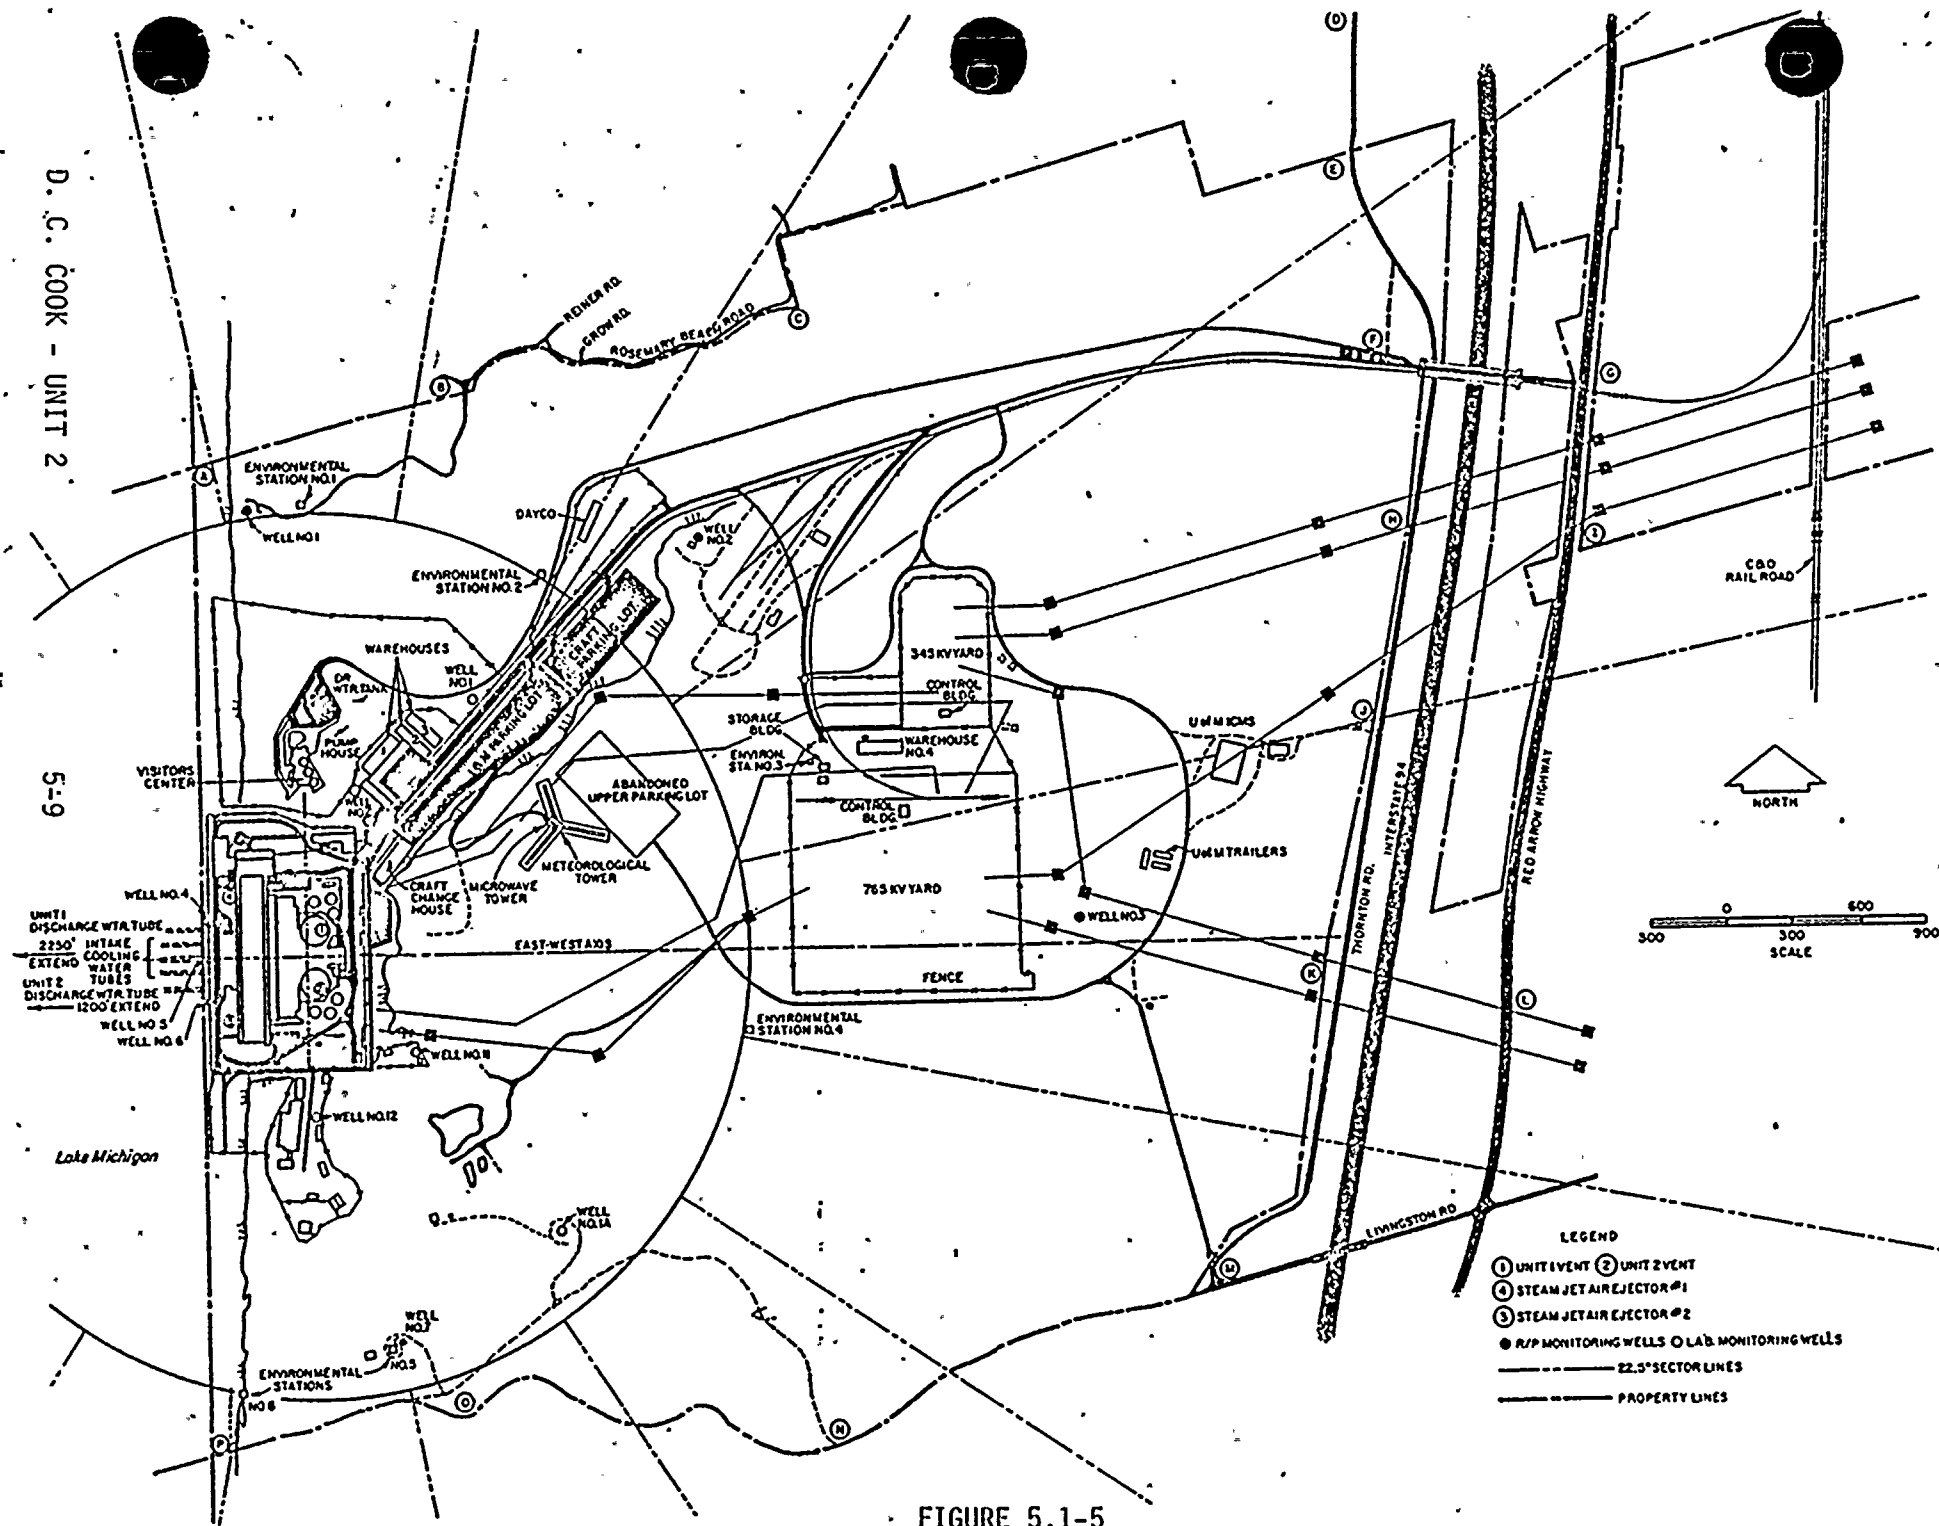 D. C. COOK - UNIT 2
5-9
D
E
REINER RD.
GROW RD.
ROSEMARY BEACH ROAD
C
B
F
G
A
ENVIRONMENTAL
STATION NO.1
WELL NO.1
DAYCO
WELL
NO.2
ENVIRONMENTAL
STATION NO.2
H
I
C&O
RAIL ROAD
CRAFT
PARKING LOT
WAREHOUSES
WELL
NO.1
DR
WTR.TANK
PUMP
HOUSE
345 KV YARD
CONTROL
BLDG.
STORAGE
BLDG.
ENVIRON.
STA. NO.3
WAREHOUSE
NO.4
U of M ICMS
J
VISITORS
CENTER
I&M PARKING LOT
ABANDONED
UPPER PARKING LOT
CONTROL
BLDG.
NORTH
INTERSTATE 94
RED ARROW HIGHWAY
THORNTON RD.
METEOROLOGICAL
TOWER
U of M TRAILERS
WELL NO.4
CRAFT
CHANGE
HOUSE
MICROWAVE
TOWER
765 KV YARD
WELL NO.3
UNIT 1
DISCHARGE WTR. TUBE
2250' INTAKE
EXTEND COOLING
WATER
TUBES
UNIT 2
DISCHARGE WTR. TUBE
1200' EXTEND
EAST-WEST AXIS
0 600
300 300 900
SCALE
K
L
FENCE
WELL NO.5
WELL NO.6
ENVIRONMENTAL
STATION NO.4
WELL NO.11
WELL NO.12
Lake Michigan
WELL
NO.1A
LIVINGSTON RD
M
WELL
NO.7
NO.5
ENVIRONMENTAL
STATIONS
NO 6
O
N
P
LEGEND
1 UNIT 1 VENT 2 UNIT 2 VENT
4 STEAM JET AIR EJECTOR #1
3 STEAM JET AIR EJECTOR #2
R/P MONITORING WELLS O LAB. MONITORING WELLS
22.5° SECTOR LINES
PROPERTY LINES
FIGURE 5.1-5